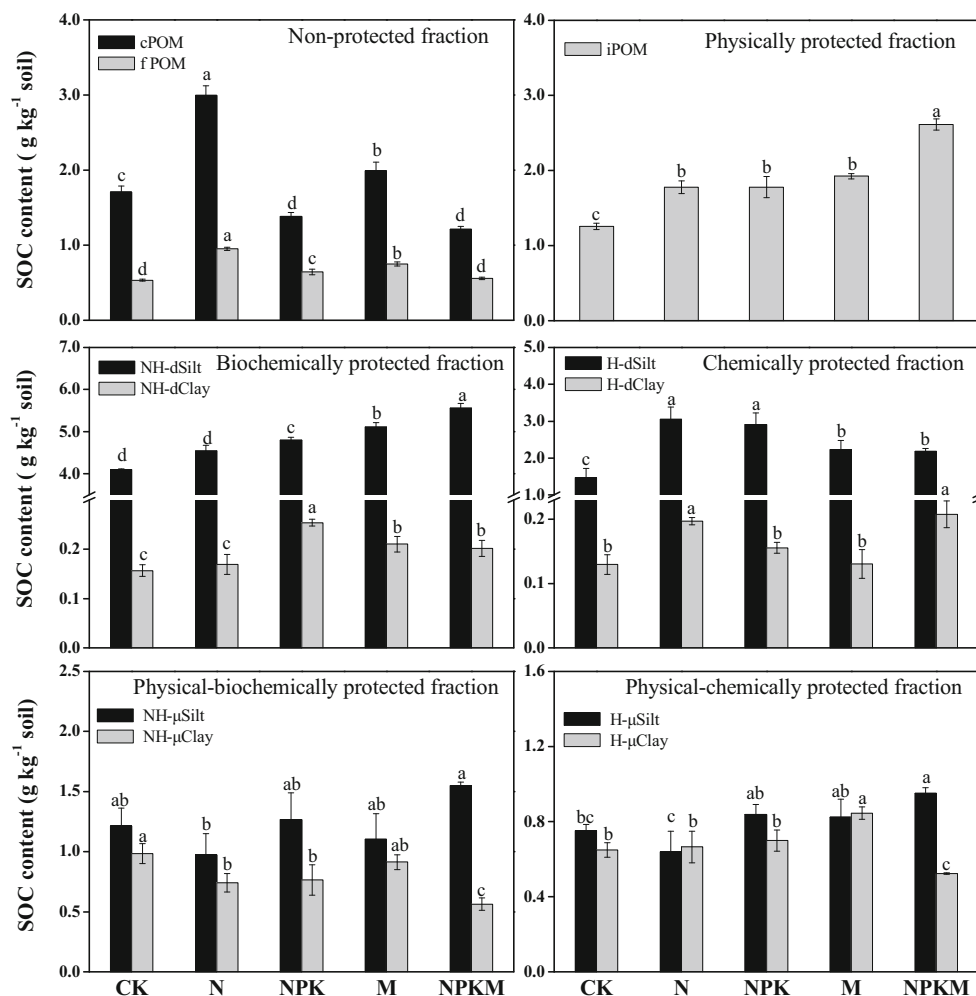 4.0
3.0
2.0
1.0
0.0
SOC content ( g kg⁻¹ soil)
cPOM
f POM
Non-protected fraction
c
d
a
a
d
c
b
b
d
d
4.0
3.0
2.0
1.0
0.0
iPOM
Physically protected fraction
c
b
b
b
a
7.0
6.0
5.0
4.0
0.2
0.1
0.0
SOC content ( g kg⁻¹ soil)
Biochemically protected fraction
NH-dSilt
NH-dClay
d
c
d
c
c
a
b
b
a
b
5.0
4.0
3.0
2.0
1.0
0.2
0.1
0.0
Chemically protected fraction
H-dSilt
H-dClay
c
b
a
a
a
b
b
b
b
a
2.5
2.0
1.5
1.0
0.5
0.0
SOC content (g kg⁻¹ soil)
Physical-biochemically protected fraction
NH-μSilt
NH-μClay
ab
a
b
b
ab
b
ab
ab
a
c
CK N NPK M NPKM
1.6
1.2
0.8
0.4
0.0
Physical-chemically protected fraction
H-μSilt
H-μClay
bc
b
c
b
ab
b
ab
a
a
c
CK N NPK M NPKM